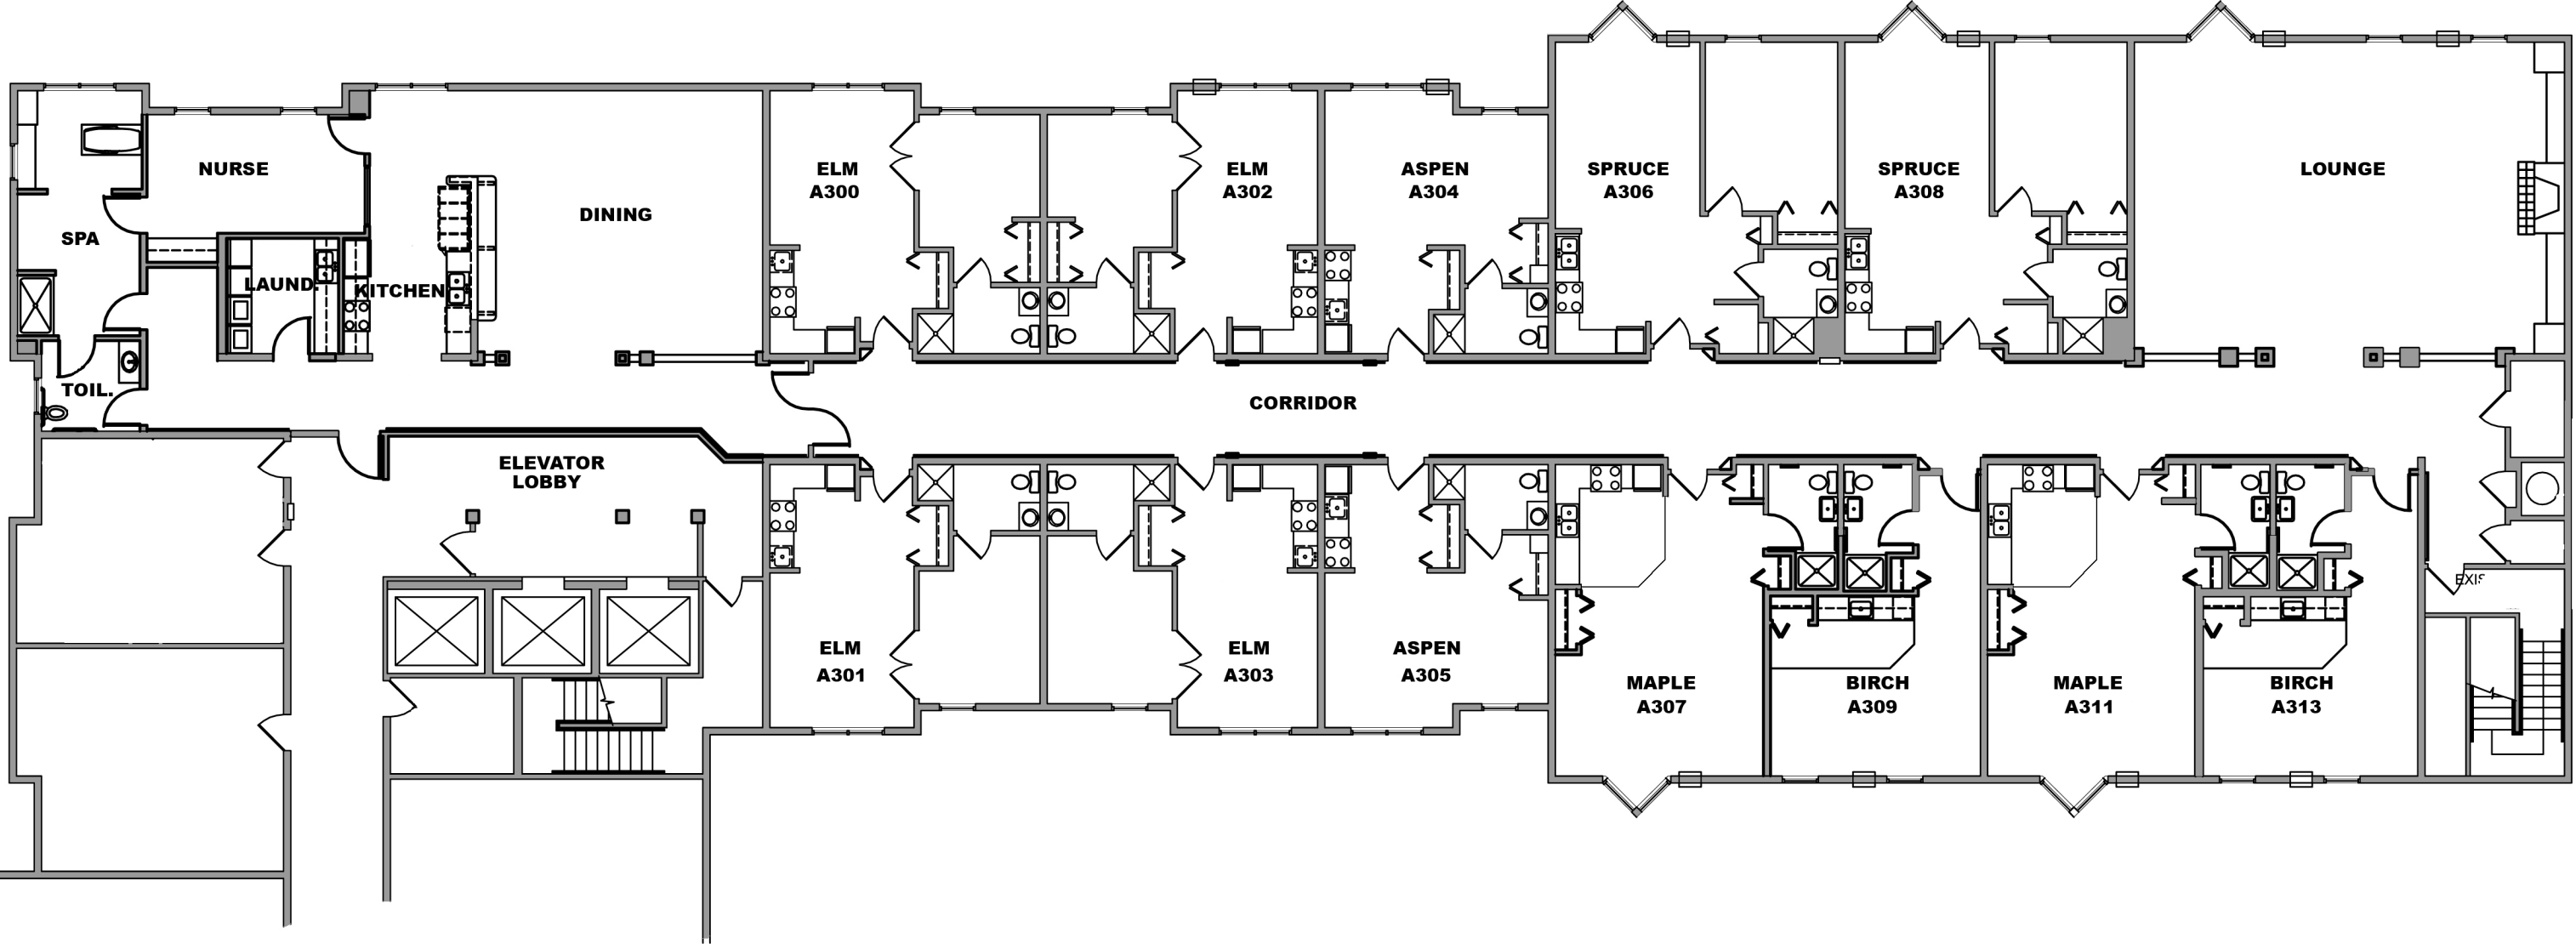 NURSE
ELM
A300
ELM
A302
ASPEN
A304
SPRUCE
A306
SPRUCE
A308
LOUNGE
DINING
SPA
LAUND.
KITCHEN
TOIL.
CORRIDOR
ELEVATOR
LOBBY
EXIS
ELM
A301
ELM
A303
ASPEN
A305
MAPLE
A307
BIRCH
A309
MAPLE
A311
BIRCH
A313